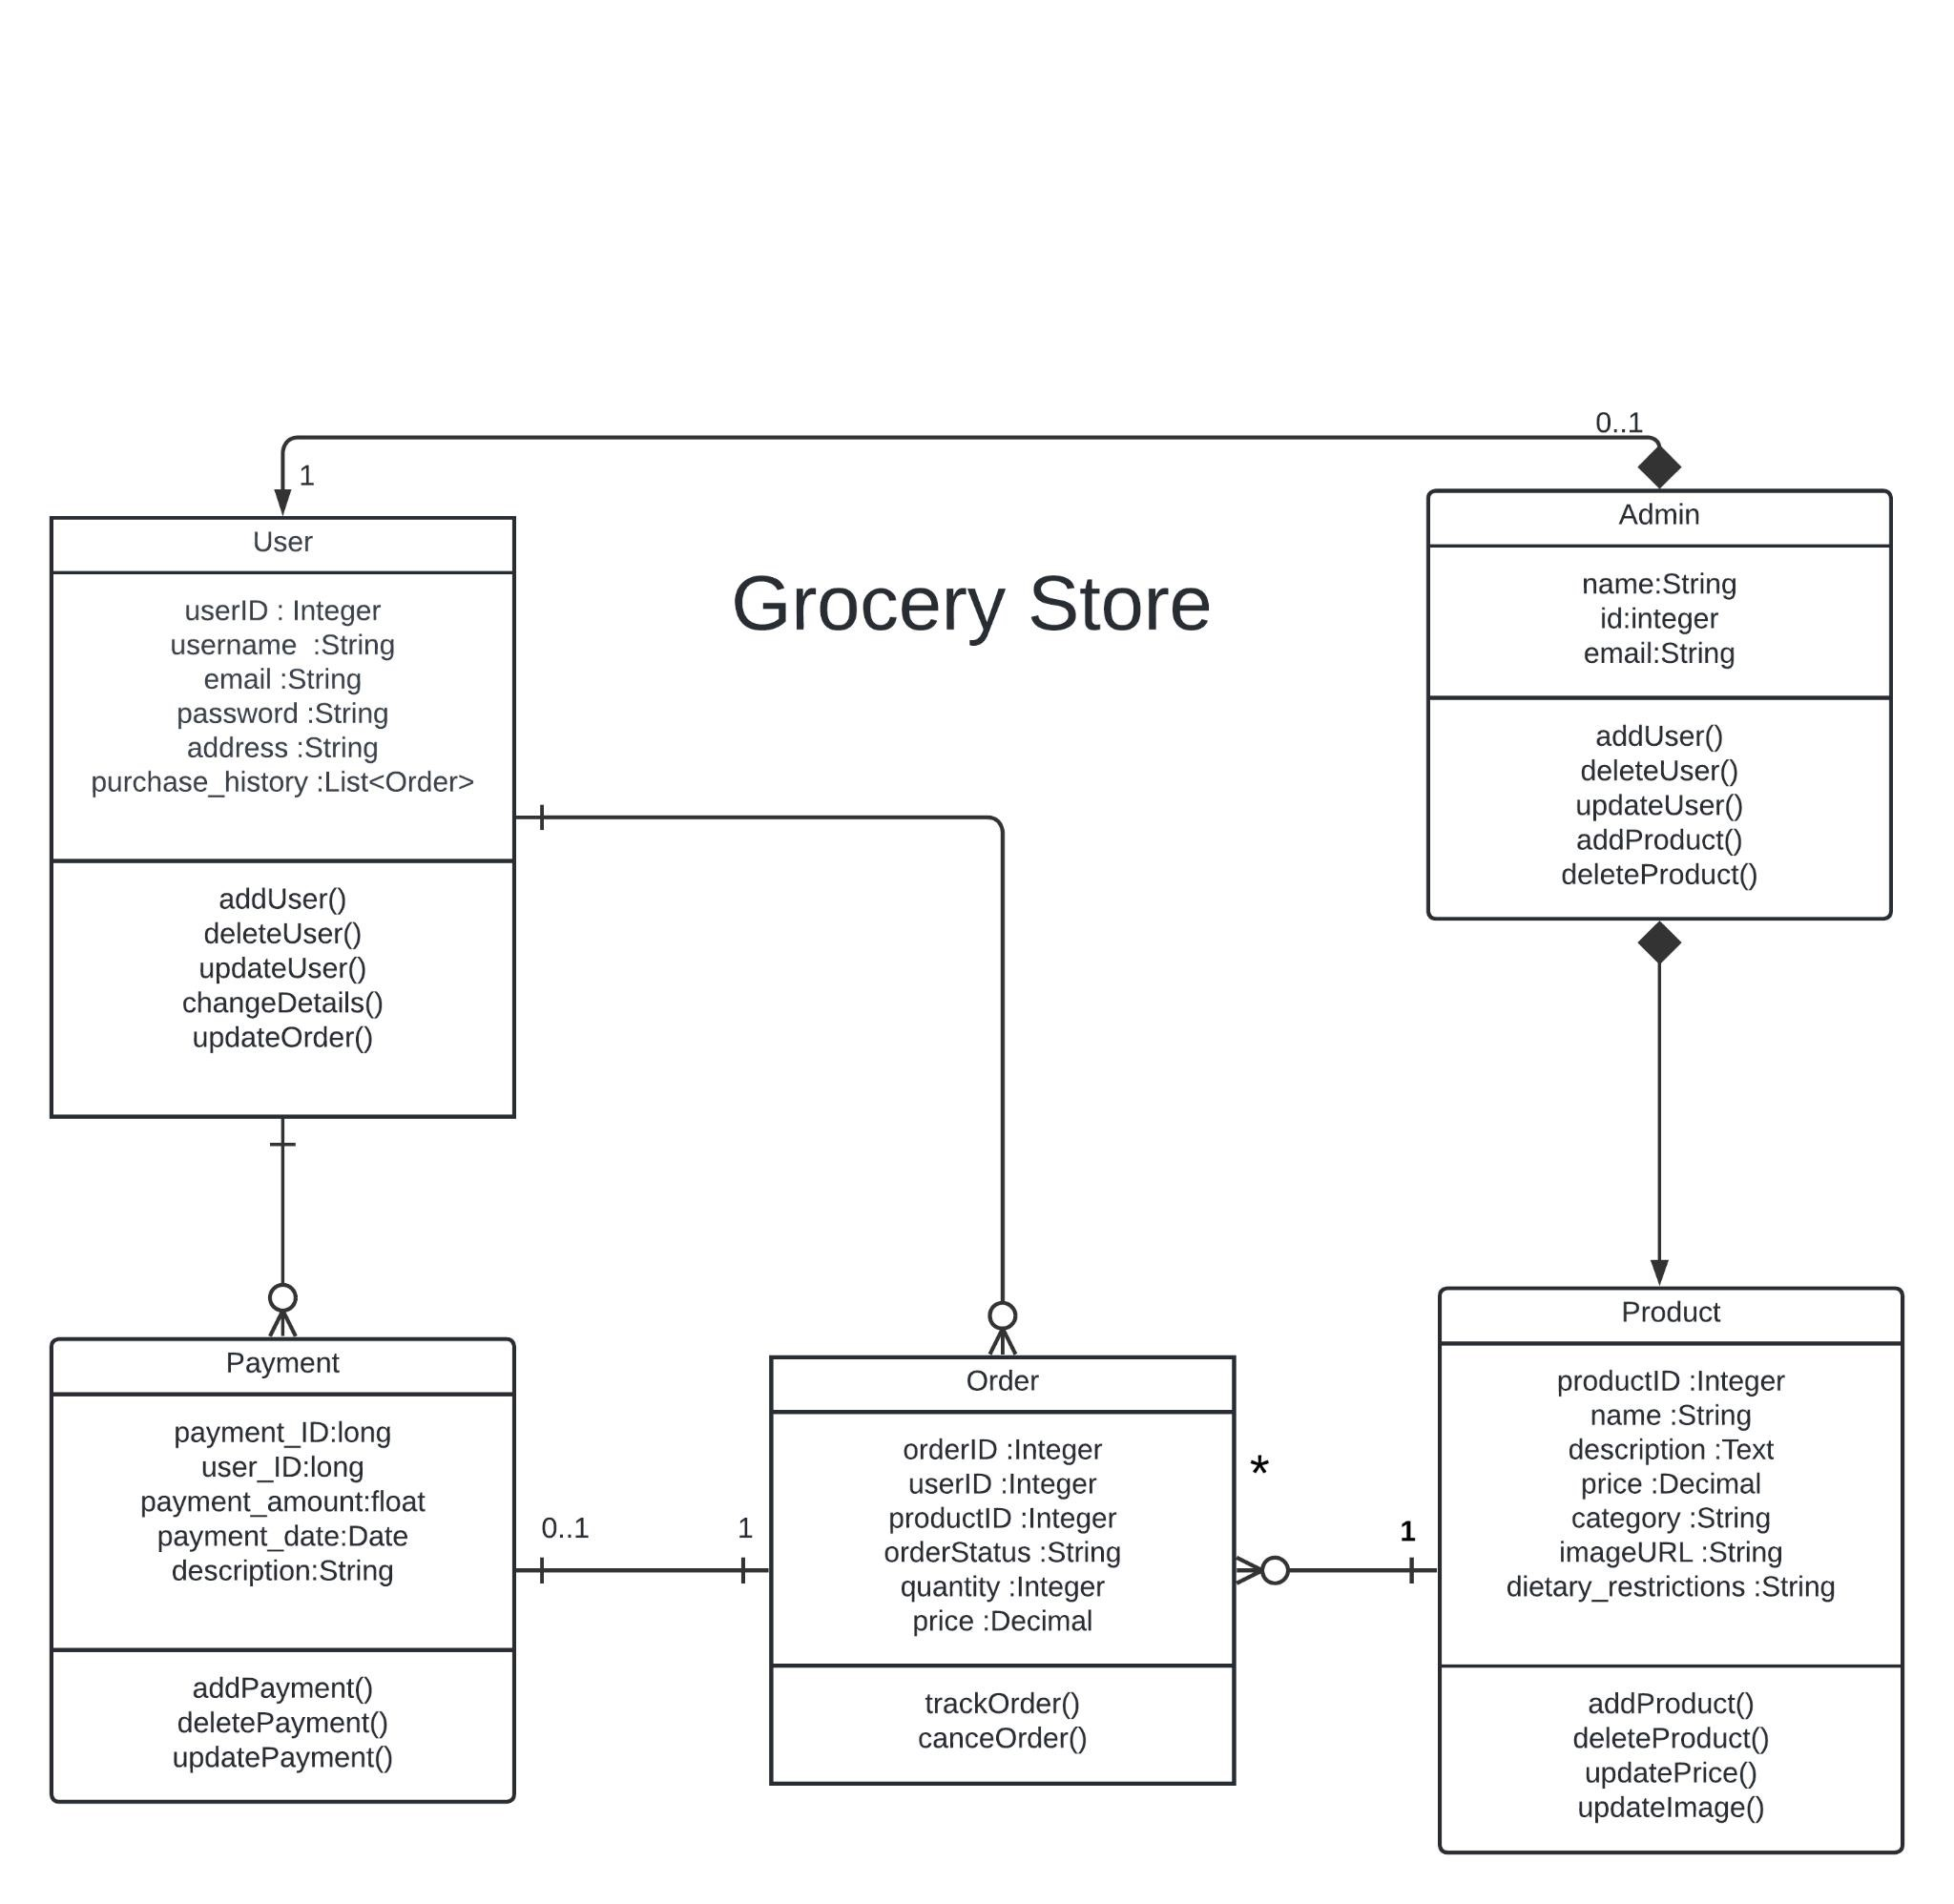 0..1
1
User
userID : Integer
username  :String
email :String
password :String
address :String
purchase_history :List<Order>
addUser()
deleteUser()
updateUser()
changeDetails()
updateOrder()
Grocery Store
Admin
name:String
id:integer
email:String
addUser()
deleteUser()
updateUser()
addProduct()
deleteProduct()
Payment
payment_ID:long
user_ID:long
payment_amount:float
payment_date:Date
description:String
addPayment()
deletePayment()
updatePayment()
0..1
1
Order
orderID :Integer
userID :Integer
productID :Integer
orderStatus :String
quantity :Integer
price :Decimal
trackOrder()
canceOrder()
*
1
Product
productID :Integer
name :String
description :Text
price :Decimal
category :String
imageURL :String
dietary_restrictions :String
addProduct()
deleteProduct()
updatePrice()
updateImage()